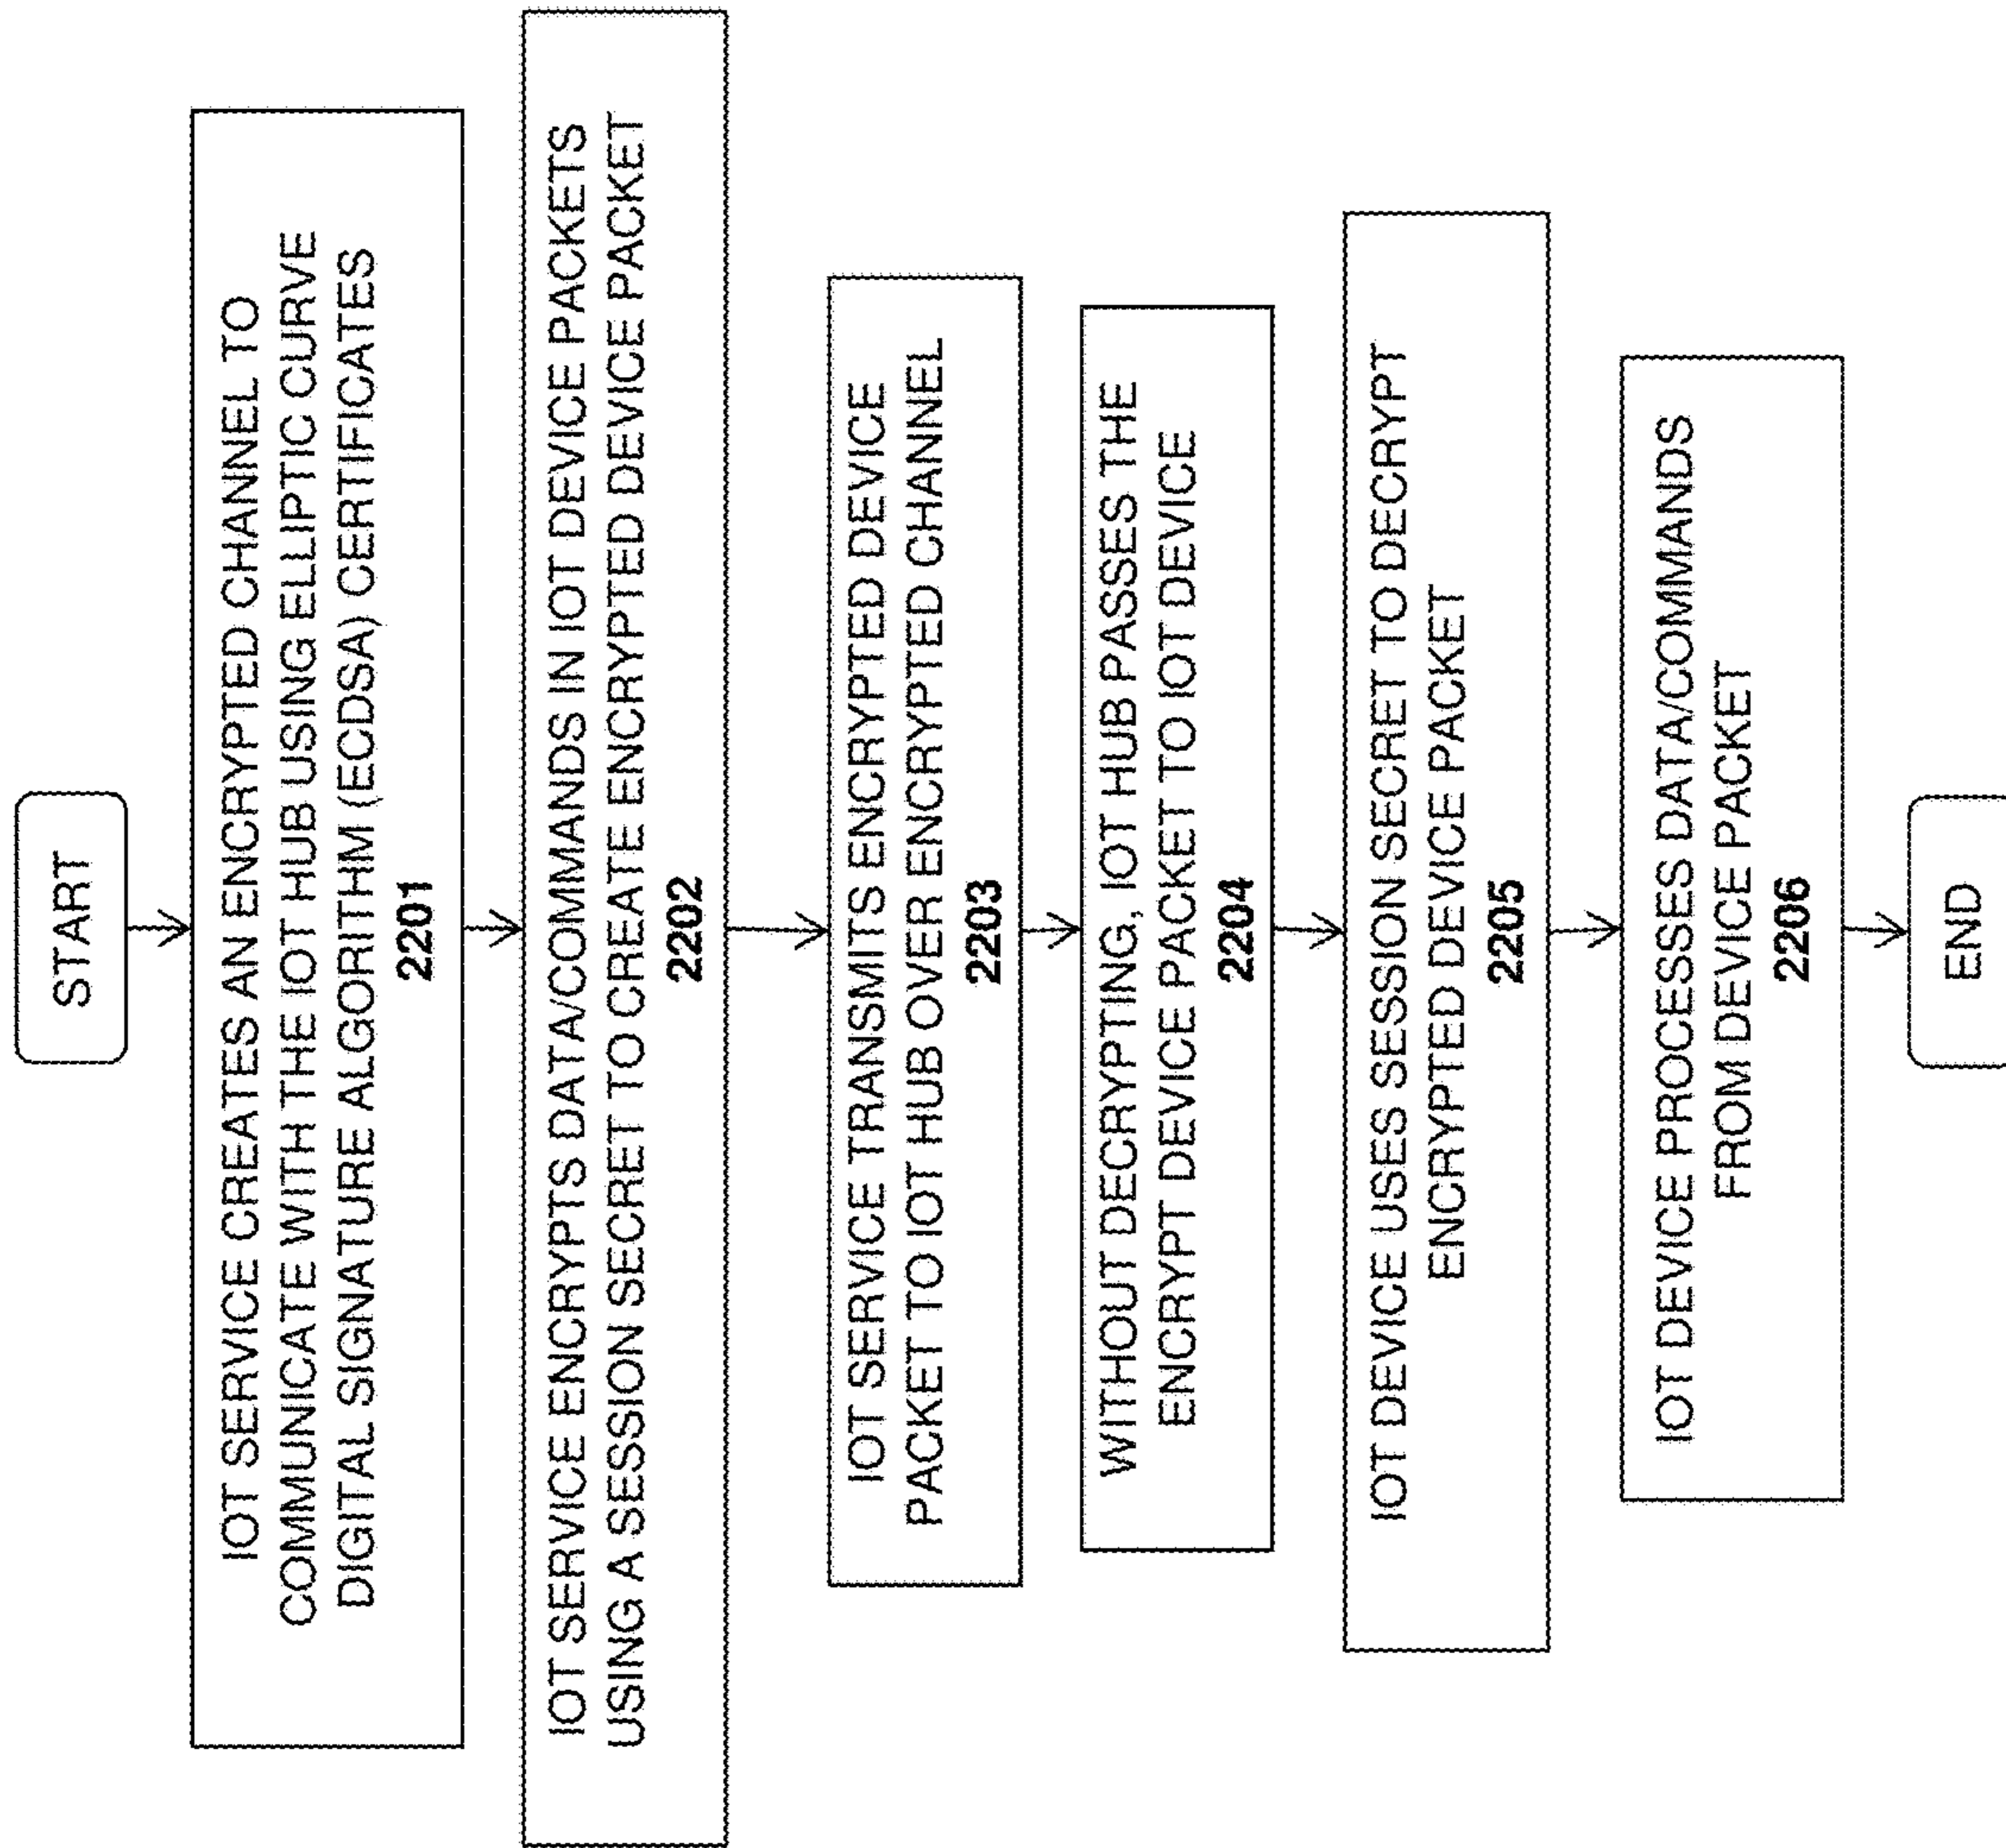 START
IOT SERVICE CREATES AN ENCRYPTED CHANNEL TO
COMMUNICATE WITH THE IOT HUB USING ELLIPTIC CURVE
DIGITAL SIGNATURE ALGORITHM (ECDSA) CERTIFICATES
2201
IOT SERVICE ENCRYPTS DATA/COMMANDS IN IOT DEVICE PACKETS
USING A SESSION SECRET TO CREATE ENCRYPTED DEVICE PACKET
2202
IOT SERVICE TRANSMITS ENCRYPTED DEVICE
PACKET TO IOT HUB OVER ENCRYPTED CHANNEL
2203
WITHOUT DECRYPTING, IOT HUB PASSES THE
ENCRYPT DEVICE PACKET TO IOT DEVICE
2204
IOT DEVICE USES SESSION SECRET TO DECRYPT
ENCRYPTED DEVICE PACKET
2205
IOT DEVICE PROCESSES DATA/COMMANDS
FROM DEVICE PACKET
2206
END